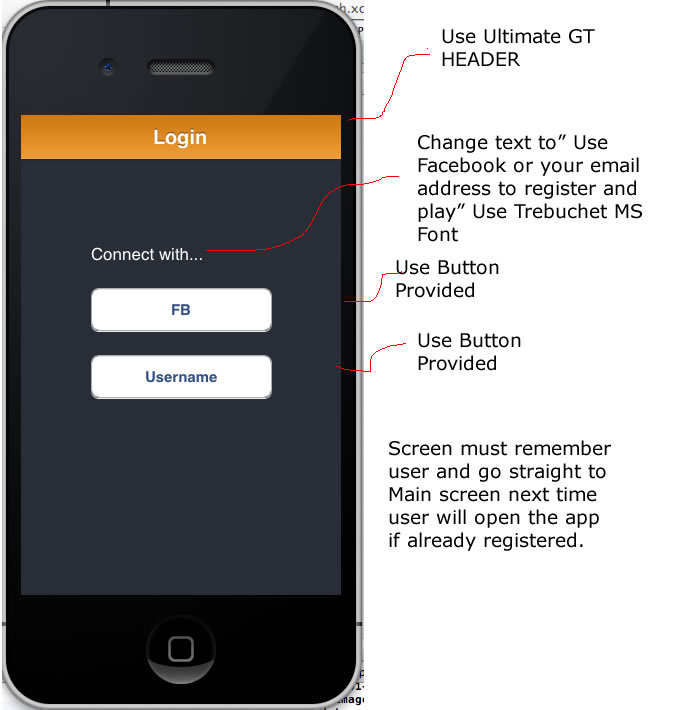 h.xc
Use Ultimate GT
HEADER
Login
Change text to” Use
Facebook or your email
address to register and
play” Use Trebuchet MS
Font
Connect with...
Use Button
Provided
FB
Use Button
Provided
Username
Screen must remember
user and go straight to
Main screen next time
user will open the app
if already registered.